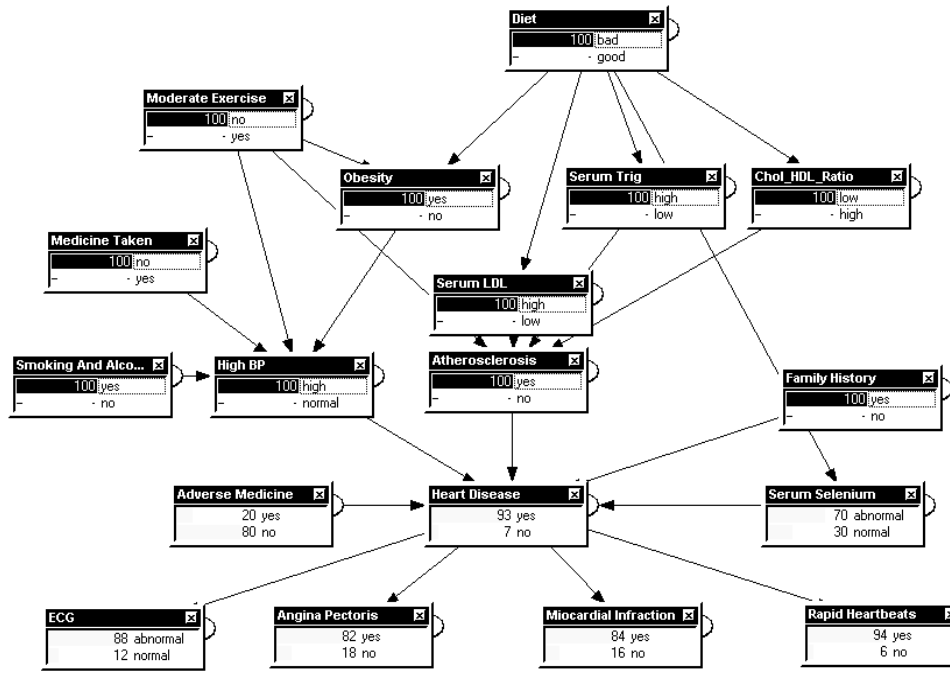 Diet
100 bad
- - good
Moderate Exercise
100 no
- - yes
Obesity
100 yes
- - no
Serum Trig
100 high
- - low
Chol_HDL_Ratio
100 low
- - high
Medicine Taken
100 no
- - yes
Serum LDL
100 high
- - low
Smoking And Alco...
100 yes
- - no
High BP
100 high
- - normal
Atherosclerosis
100 yes
- - no
Family History
100 yes
- - no
Adverse Medicine
20 yes
80 no
Heart Disease
93 yes
7 no
Serum Selenium
70 abnormal
30 normal
ECG
88 abnormal
12 normal
Angina Pectoris
82 yes
18 no
Miocardial Infraction
84 yes
16 no
Rapid Heartbeats
94 yes
6 no